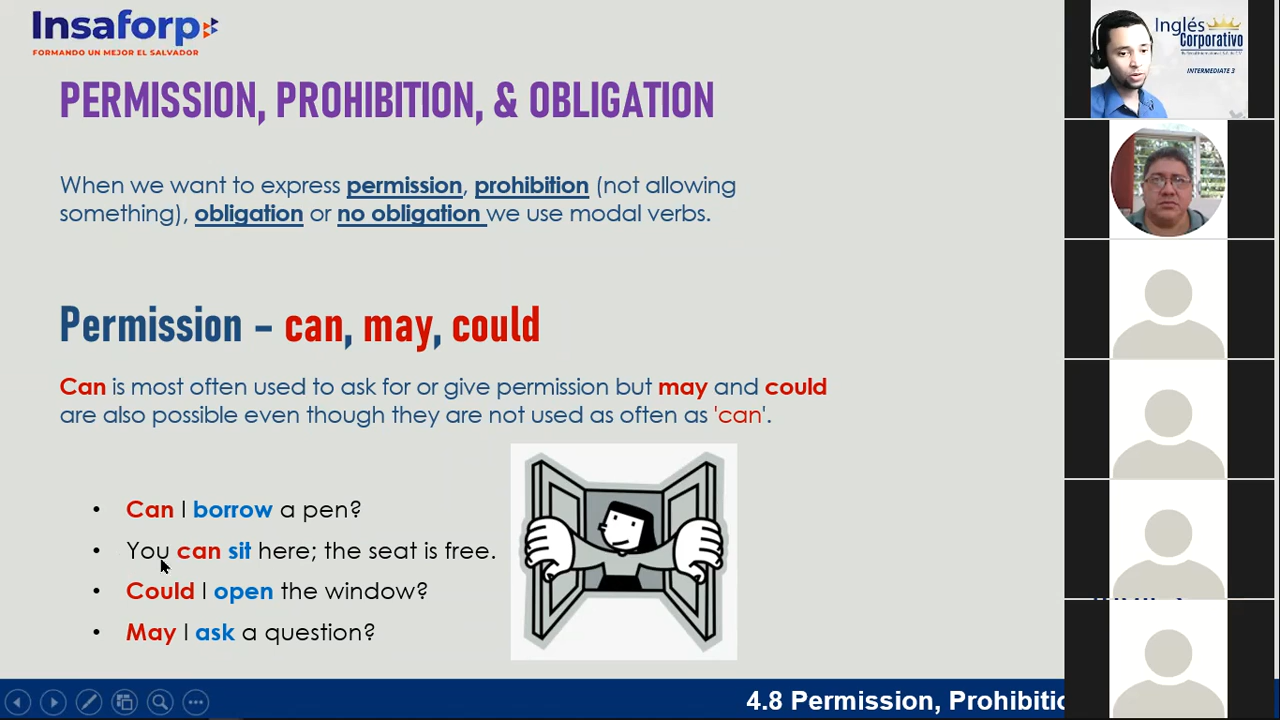 Insaforp
FORMANDO UN MEJOR EL SALVADOR
PERMISSION, PROHIBITION, & OBLIGATION
When we want to express permission, prohibition (not allowing
something), obligation or no obligation we use modal verbs.
Permission – can, may, could
Can is most often used to ask for or give permission but may and could
are also possible even though they are not used as often as 'can'.
• Can I borrow a pen?
• You can sit here; the seat is free.
• Could I open the window?
• May I ask a question?
4.8 Permission, Prohibitio
Inglés
Corporativo
INTERMEDIATE 3